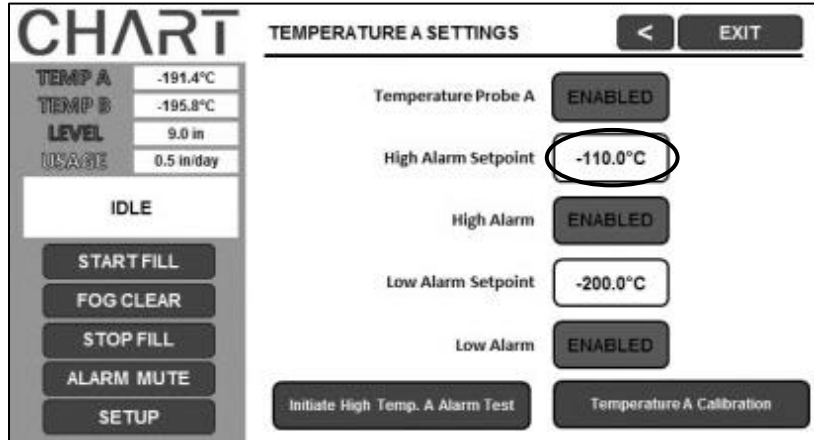 CHART
TEMPERATURE A SETTINGS
<
EXIT
TEMP A -191.4°C
TEMP B -195.8°C
LEVEL 9.0 in
USAGE 0.5 in/day
IDLE
START FILL
FOG CLEAR
STOP FILL
ALARM MUTE
SETUP
Temperature Probe A ENABLED
High Alarm Setpoint -110.0°C
High Alarm ENABLED
Low Alarm Setpoint -200.0°C
Low Alarm ENABLED
Initiate High Temp. A Alarm Test
Temperature A Calibration